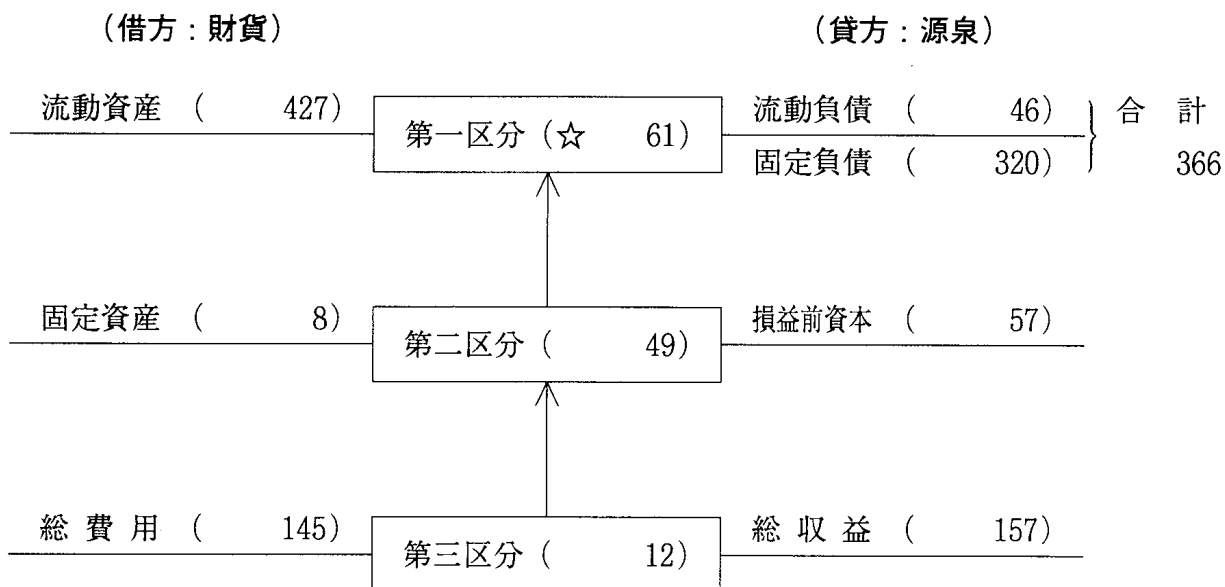 (借方：財貨) (貸方：源泉)
流動資産 ( 427) 第一区分 (☆ 61) 流動負債 ( 46) 合 計
固定負債 ( 320) 366
固定資産 ( 8) 第二区分 ( 49) 損益前資本 ( 57)
総 費 用 ( 145) 第三区分 ( 12) 総 収 益 ( 157)